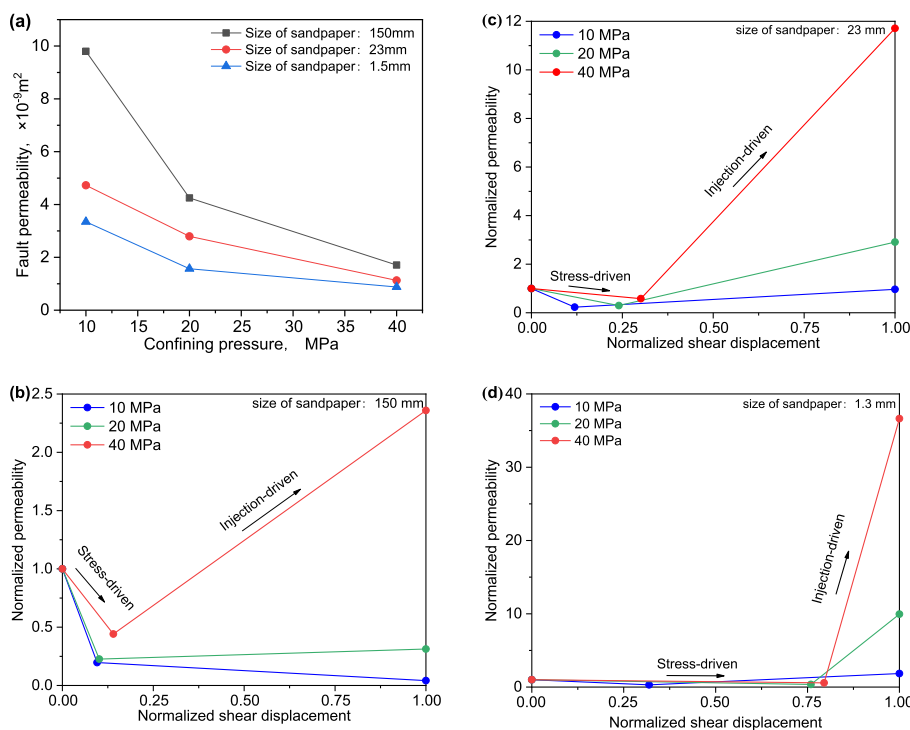 (a)
Size of sandpaper: 150mm
Size of sandpaper: 23mm
Size of sandpaper: 1.5mm
Fault permeability, ×10⁻⁹m²
10
8
6
4
2
0
10 15 20 25 30 35 40
Confining pressure, MPa
(c)
size of sandpaper: 23 mm
10 MPa
20 MPa
40 MPa
Normalized permeability
12
10
8
6
4
2
0
Injection-driven
Stress-driven
0.00 0.25 0.50 0.75 1.00
Normalized shear displacement
(b)
size of sandpaper: 150 mm
10 MPa
20 MPa
40 MPa
Normalized permeability
2.5
2.0
1.5
1.0
0.5
0.0
Injection-driven
Stress-driven
0.00 0.25 0.50 0.75 1.00
Normalized shear displacement
(d)
size of sandpaper: 1.3 mm
10 MPa
20 MPa
40 MPa
Normalized permeability
40
30
20
10
0
Injection-driven
Stress-driven
0.00 0.25 0.50 0.75 1.00
Normalized shear displacement